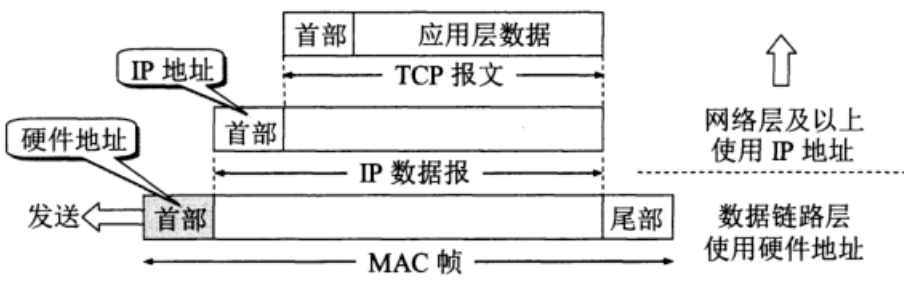 首部 应用层数据
IP 地址
TCP 报文
首部
网络层及以上
使用 IP 地址
硬件地址
IP 数据报
发送 首部 尾部
数据链路层
使用硬件地址
MAC 帧